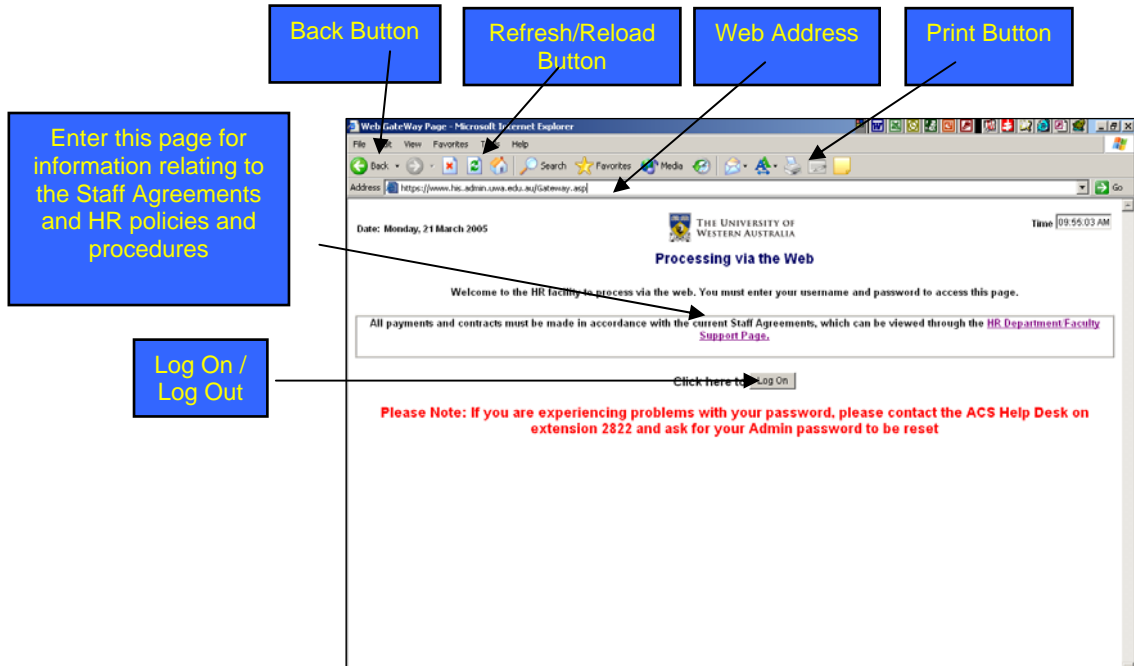 Back Button
Refresh/Reload
Button
Web Address
Print Button
Enter this page for
information relating to
the Staff Agreements
and HR policies and
procedures
Log On /
Log Out
Web GateWay Page - Microsoft Internet Explorer
File Edit View Favorites Tools Help
Back Search Favorites Media
Address https://www.his.admin.uwa.edu.au/Gateway.asp Go
Date: Monday, 21 March 2005
THE UNIVERSITY OF
WESTERN AUSTRALIA
Time 09:55:03 AM
Processing via the Web
Welcome to the HR facility to process via the web. You must enter your username and password to access this page.
All payments and contracts must be made in accordance with the current Staff Agreements, which can be viewed through the HR Department/Faculty
Support Page.
Click here to Log On
Please Note: If you are experiencing problems with your password, please contact the ACS Help Desk on
extension 2822 and ask for your Admin password to be reset